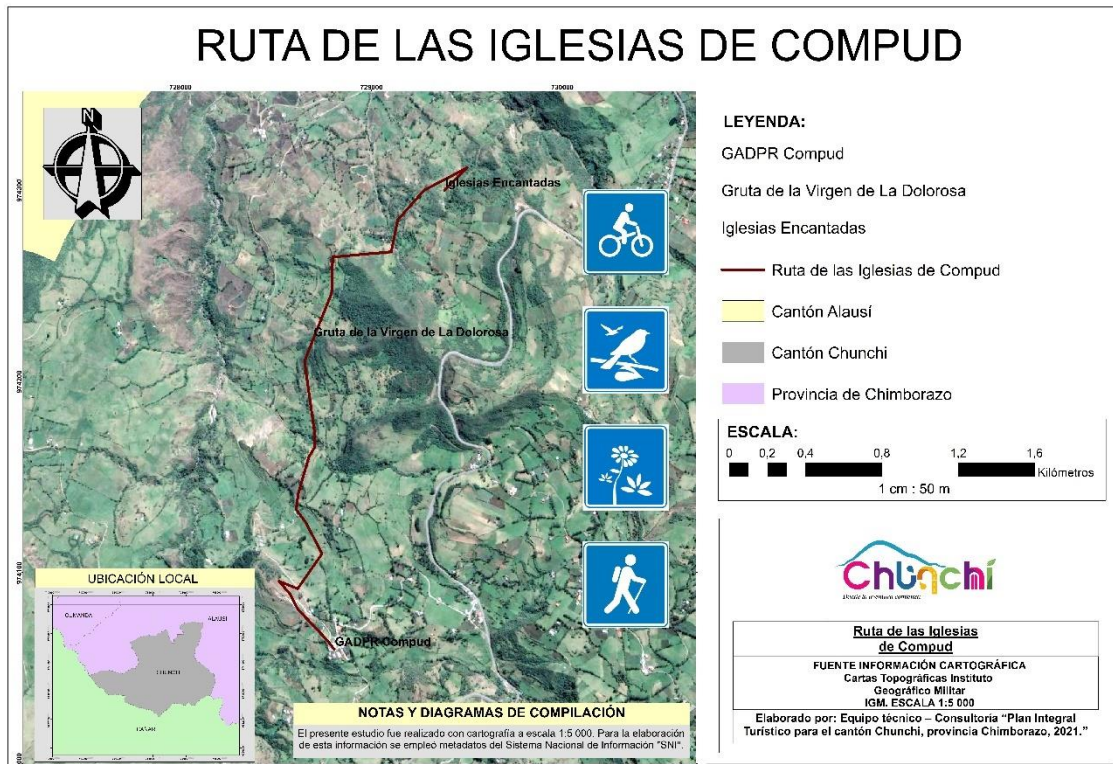 RUTA DE LAS IGLESIAS DE COMPUD
728000
729000
730000
N
Iglesias Encantadas
Gruta de la Virgen de La Dolorosa
GADPR Compud
UBICACIÓN LOCAL
ALAUSI
CHUNCHI
CAÑAR
NOTAS Y DIAGRAMAS DE COMPILACIÓN
El presente estudio fue realizado con cartografía a escala 1:5 000. Para la elaboración
de esta información se empleó metadatos del Sistema Nacional de Información "SNI".
LEYENDA:
GADPR Compud
Gruta de la Virgen de La Dolorosa
Iglesias Encantadas
Ruta de las Iglesias de Compud
Cantón Alausí
Cantón Chunchi
Provincia de Chimborazo
ESCALA:
0 0,2 0,4 0,8 1,2 1,6
Kilómetros
1 cm : 50 m
Chunchi
Ruta de las Iglesias
de Compud
FUENTE INFORMACIÓN CARTOGRÁFICA
Cartas Topográficas Instituto
Geográfico Militar
IGM. ESCALA 1:5 000
Elaborado por: Equipo técnico – Consultoría "Plan Integral
Turístico para el cantón Chunchi, provincia Chimborazo, 2021."